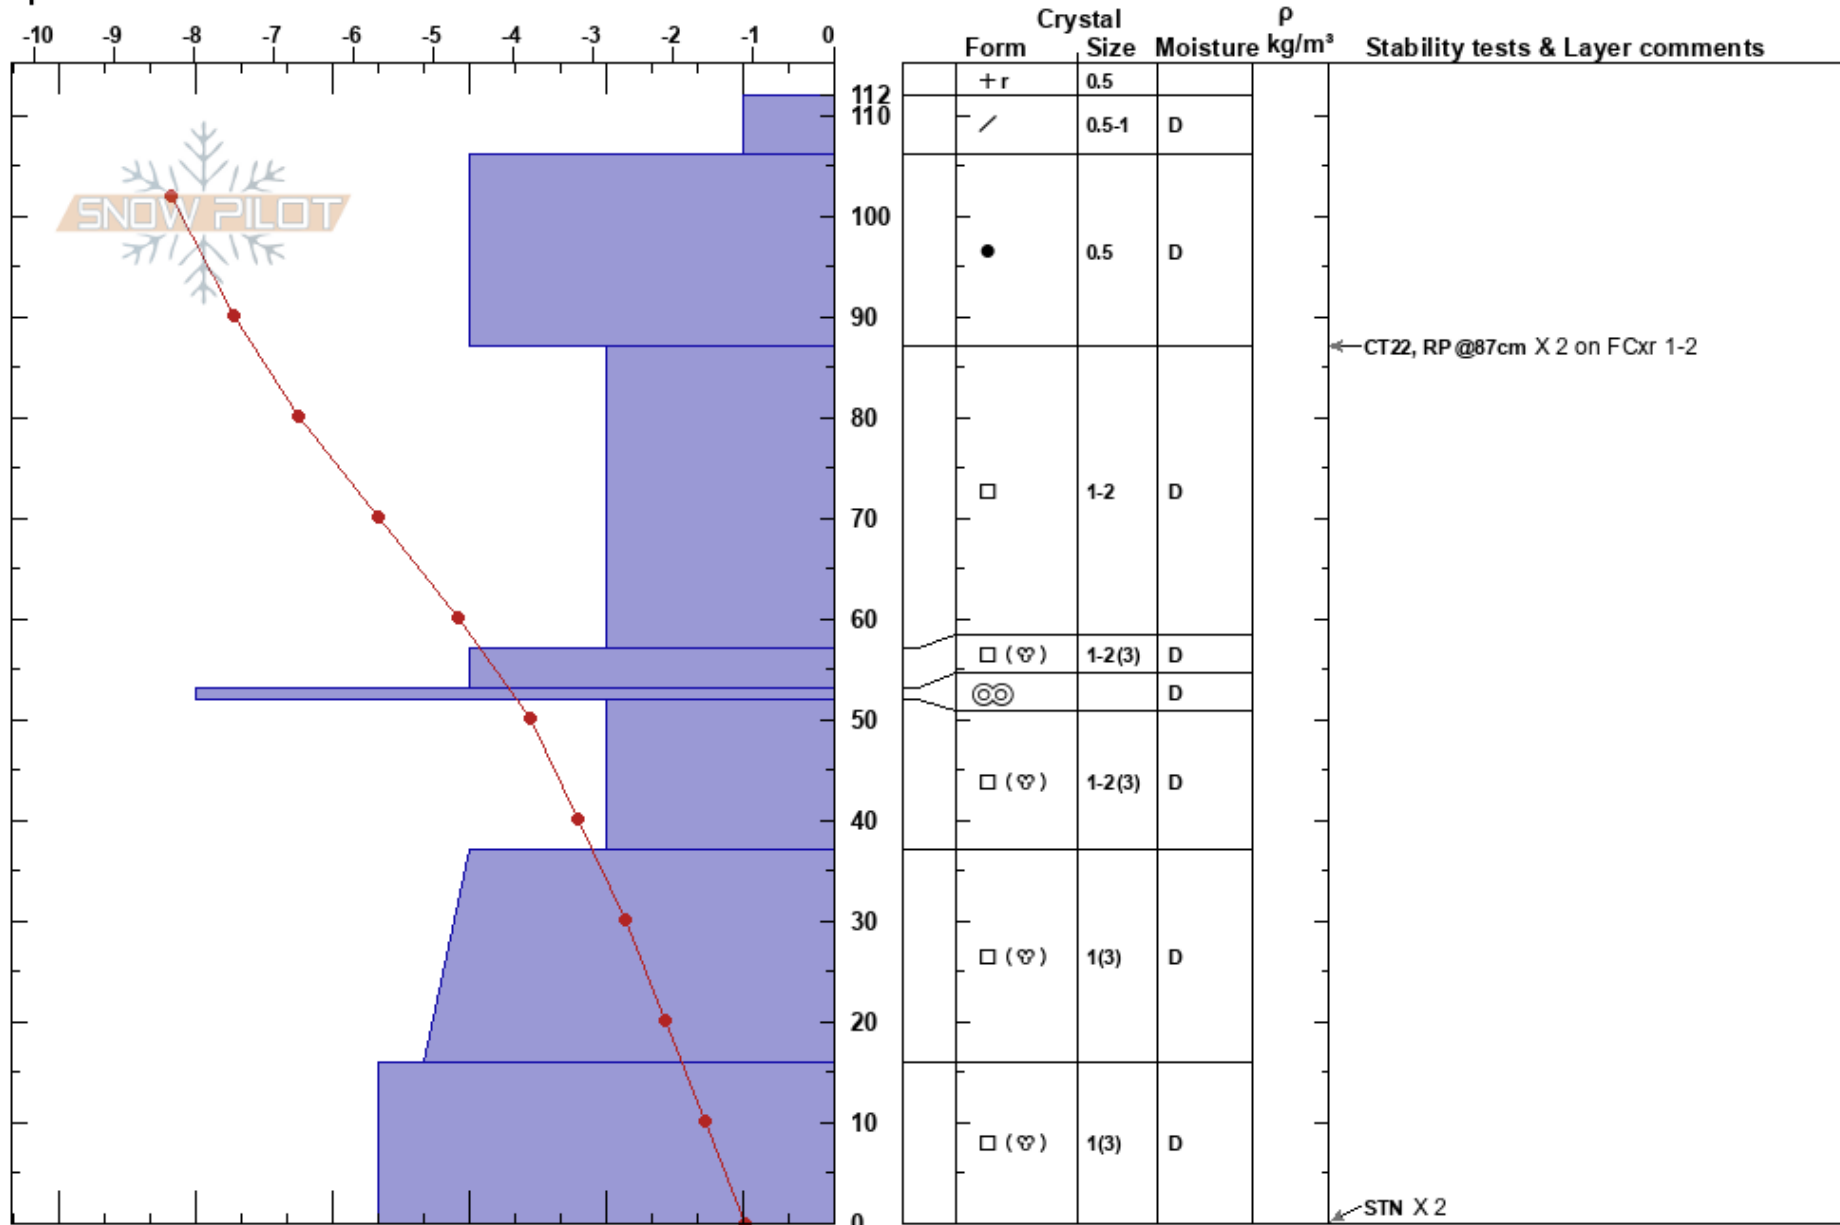 -10 -9 -8 -7 -6 -5 -4 -3 -2 -1 0
Crystal
ρ
Form Size Moisture kg/m³ Stability tests & Layer comments
+ r 0.5
112
110
/ 0.5-1 D
SNOW PILOT
100
● 0.5 D
90
CT22, RP @87cm X 2 on FCxr 1-2
80
□ 1-2 D
70
60
□ ( ) 1-2(3) D
D
50
□ ( ) 1-2(3) D
40
30
□ ( ) 1(3) D
20
10
□ ( ) 1(3) D
STN X 2
0